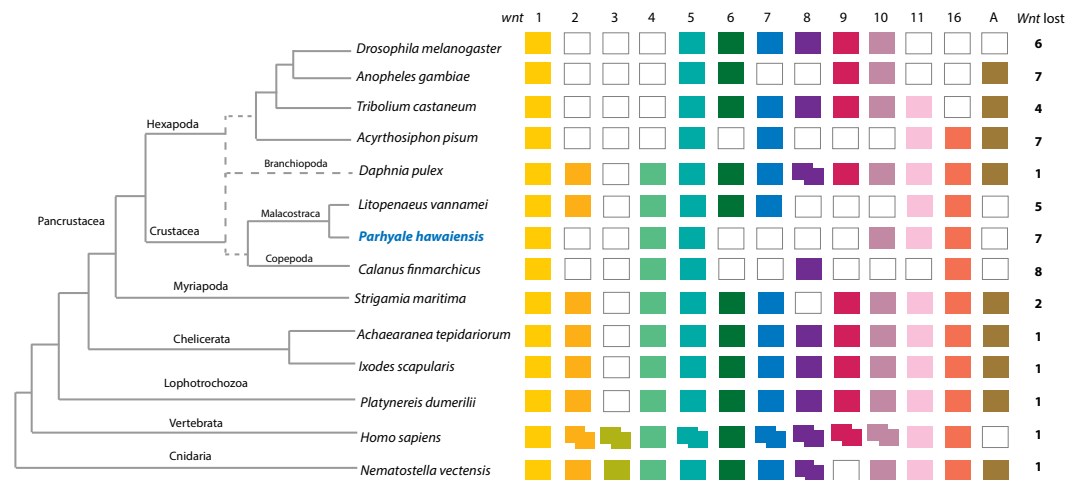 wnt 1 2 3 4 5 6 7 8 9 10 11 16 A Wnt lost
Drosophila melanogaster 6
Anopheles gambiae 7
Tribolium castaneum 4
Hexapoda
Acyrthosiphon pisum 7
Branchiopoda
Daphnia pulex 1
Litopenaeus vannamei 5
Malacostraca
Pancrustacea
Crustacea
Parhyale hawaiensis 7
Copepoda
Calanus finmarchicus 8
Myriapoda
Strigamia maritima 2
Achaearanea tepidariorum 1
Chelicerata
Ixodes scapularis 1
Lophotrochozoa
Platynereis dumerilii 1
Vertebrata
Homo sapiens 1
Cnidaria
Nematostella vectensis 1